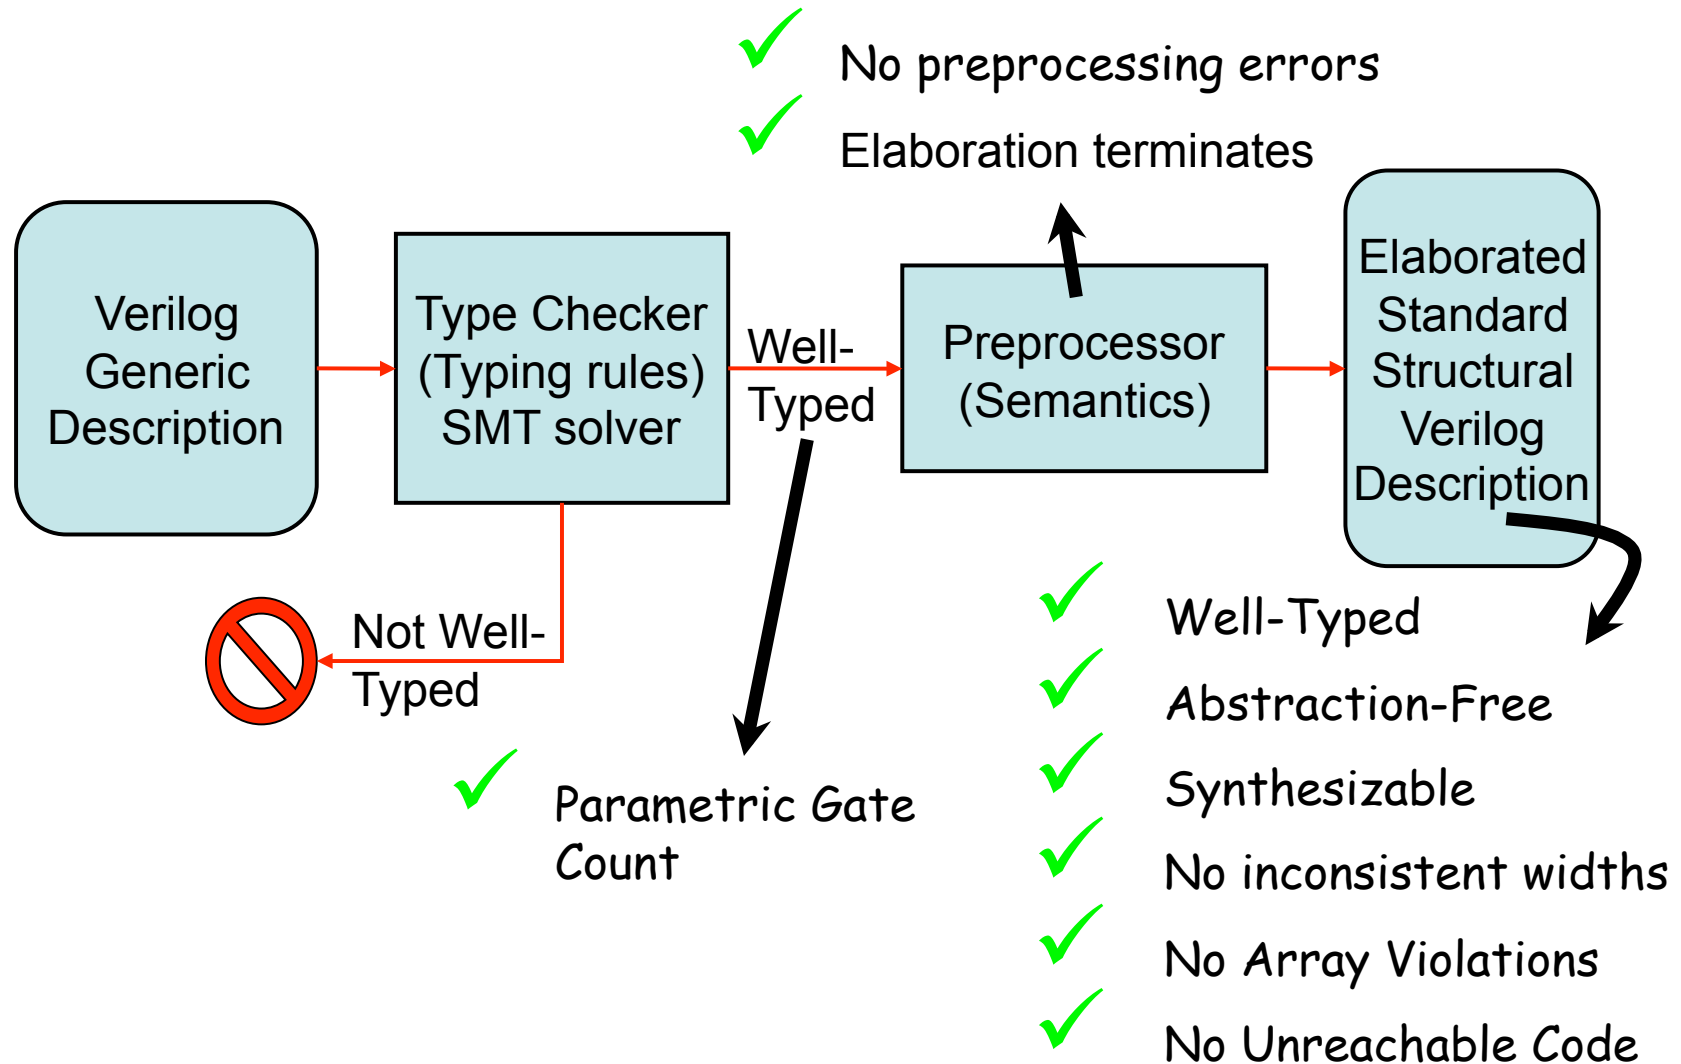 No preprocessing errors
Elaboration terminates
Verilog
Generic
Description
Type Checker
(Typing rules)
SMT solver
Well-
Typed
Preprocessor
(Semantics)
Elaborated
Standard
Structural
Verilog
Description
Not Well-
Typed
Parametric Gate
Count
Well-Typed
Abstraction-Free
Synthesizable
No inconsistent widths
No Array Violations
No Unreachable Code